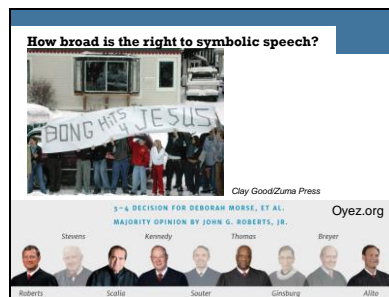 How broad is the right to symbolic speech?
BONG HiTS 4 JESUS
Clay Good/Zuma Press
5–4 DECISION FOR DEBORAH MORSE, ET AL.
MAJORITY OPINION BY JOHN G. ROBERTS, JR.
Oyez.org
Stevens Kennedy Thomas Breyer
Roberts Scalia Souter Ginsburg Alito